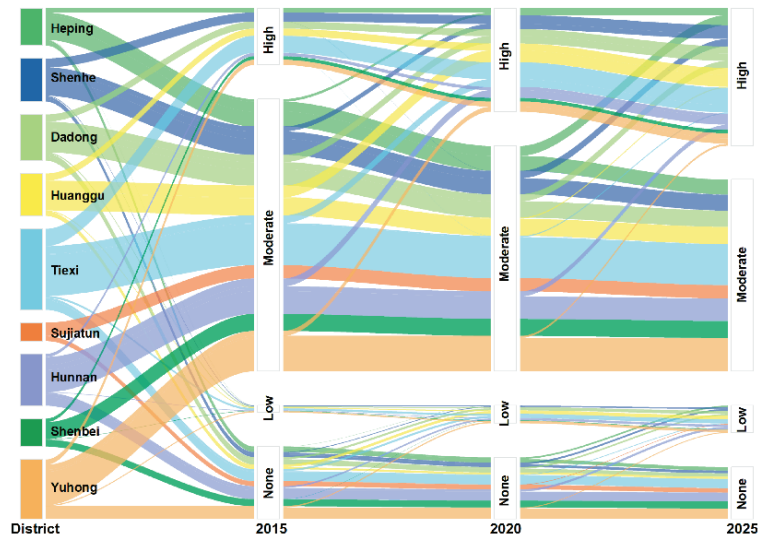 Heping
Shenhe
Dadong
Huanggu
Tiexi
Sujiatun
Hunnan
Shenbei
Yuhong
High
Moderate
Low
None
High
Moderate
Low
None
High
Moderate
Low
None
District 2015 2020 2025